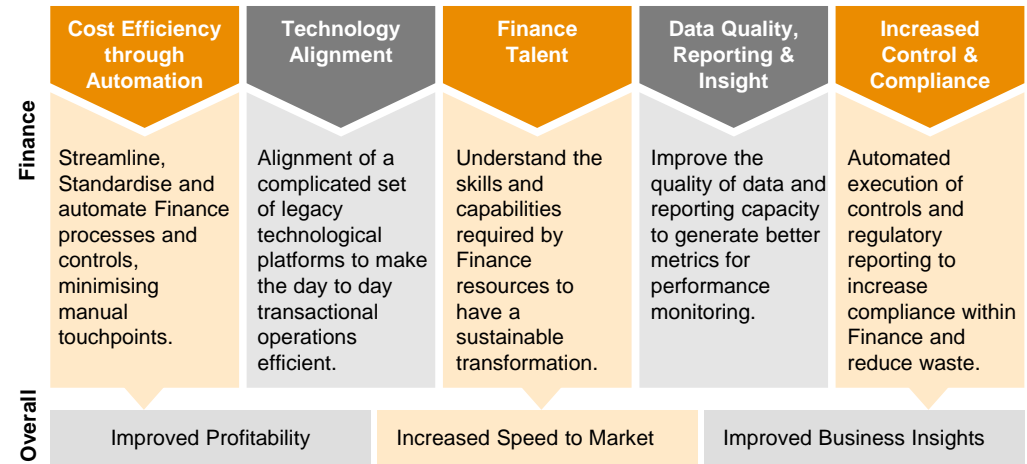 Finance
Cost Efficiency
through
Automation
Streamline,
Standardise and
automate Finance
processes and
controls,
minimising
manual
touchpoints.
Technology
Alignment
Alignment of a
complicated set
of legacy
technological
platforms to make
the day to day
transactional
operations
efficient.
Finance
Talent
Understand the
skills and
capabilities
required by
Finance
resources to
have a
sustainable
transformation.
Data Quality,
Reporting &
Insight
Improve the
quality of data and
reporting capacity
to generate better
metrics for
performance
monitoring.
Increased
Control &
Compliance
Automated
execution of
controls and
regulatory
reporting to
increase
compliance within
Finance and
reduce waste.
Overall
Improved Profitability
Increased Speed to Market
Improved Business Insights